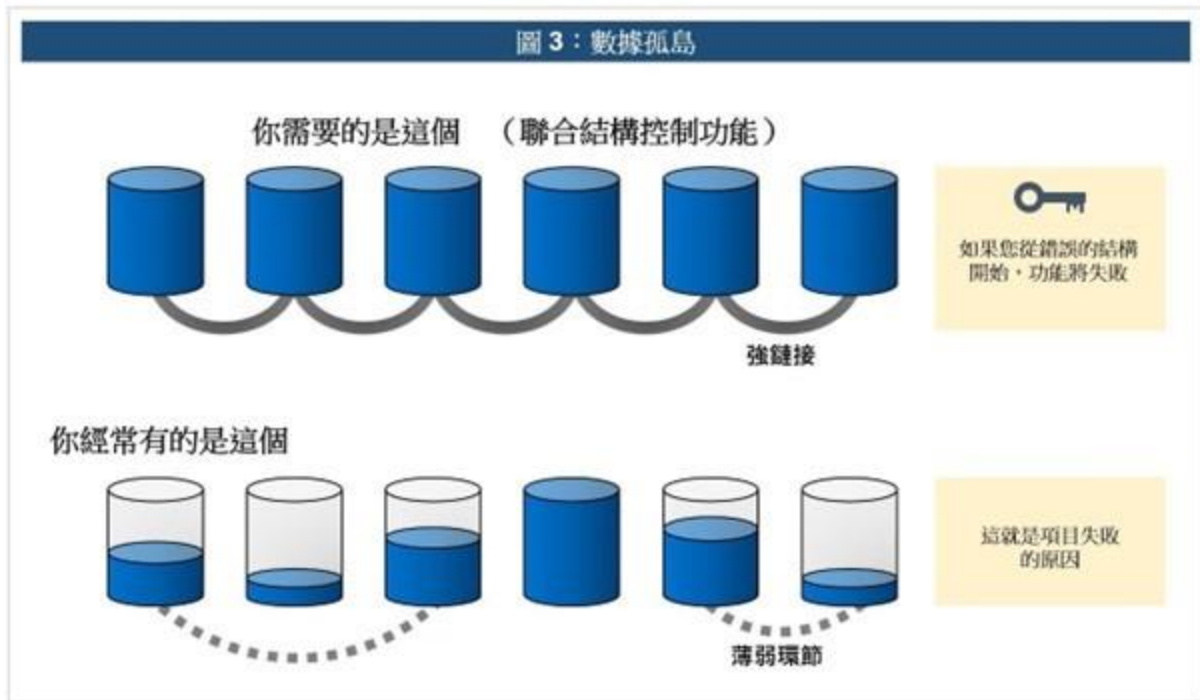 圖 3：數據孤島
你需要的是這個 （聯合結構控制功能）
如果您從錯誤的結構
開始，功能將失敗
強鏈接
你經常有的是這個
這就是項目失敗
的原因
薄弱環節